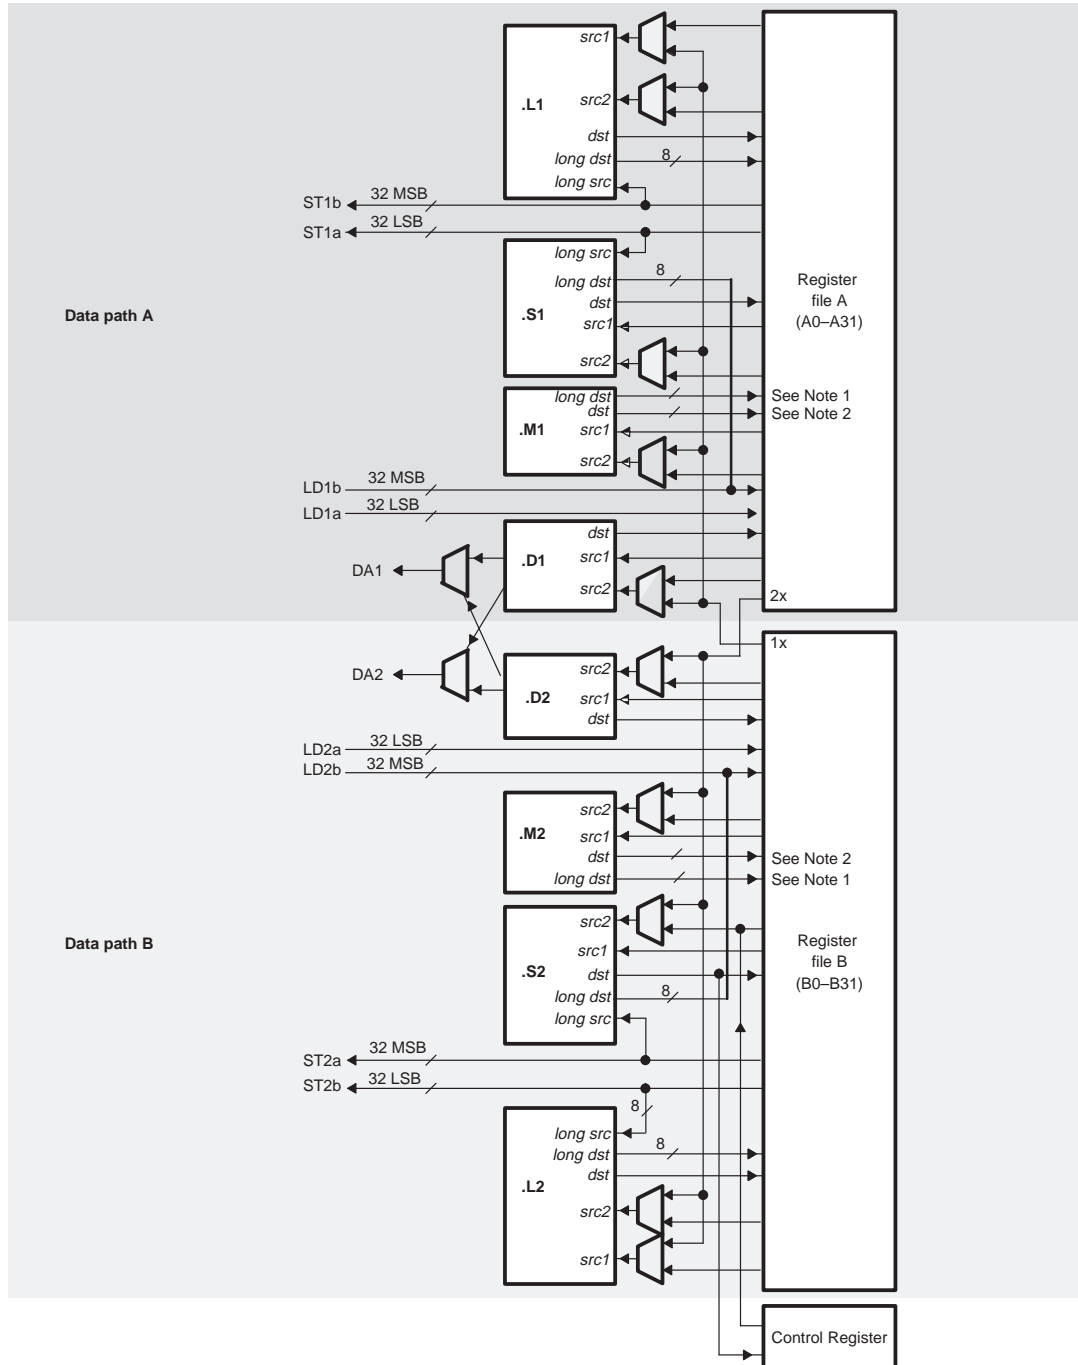 src1
.L1
src2
dst
long dst
8
long src
ST1b
32 MSB
ST1a
32 LSB
long src
long dst
8
Data path A
.S1
dst
src1
src2
Register
file A
(A0–A31)
long dst
See Note 1
dst
See Note 2
.M1
src1
src2
LD1b
32 MSB
LD1a
32 LSB
dst
.D1
src1
DA1
src2
2x
1x
DA2
src2
.D2
src1
dst
LD2a
32 LSB
LD2b
32 MSB
src2
.M2
src1
dst
See Note 2
long dst
See Note 1
src2
Data path B
src1
.S2
dst
long dst
8
long src
Register
file B
(B0–B31)
ST2a
32 MSB
ST2b
32 LSB
8
long src
long dst
8
dst
.L2
src2
src1
Control Register